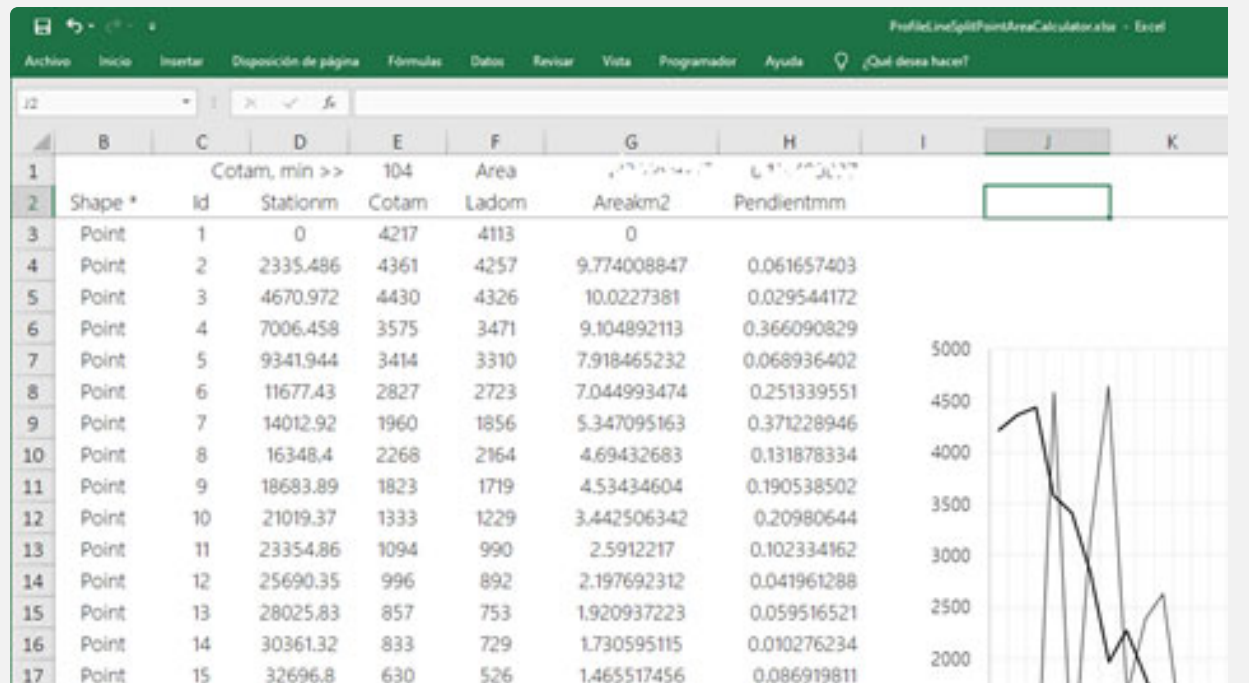 ProfileLineSplitPointAreaCalculator.xlsx - Excel
Archivo Inicio Insertar Disposición de página Fórmulas Datos Revisar Vista Programador Ayuda ¿Qué desea hacer?
J2 fx
B C D E F G H I J K
1 Cotam, min >> 104 Area
2 Shape * Id Stationm Cotam Ladom Areakm2 Pendientmm
3 Point 1 0 4217 4113 0
4 Point 2 2335.486 4361 4257 9.774008847 0.061657403
5 Point 3 4670.972 4430 4326 10.0227381 0.029544172
6 Point 4 7006.458 3575 3471 9.104892113 0.366090829
7 Point 5 9341.944 3414 3310 7.918465232 0.068936402
8 Point 6 11677.43 2827 2723 7.044993474 0.251339551
9 Point 7 14012.92 1960 1856 5.347095163 0.371228946
10 Point 8 16348.4 2268 2164 4.69432683 0.131878334
11 Point 9 18683.89 1823 1719 4.53434604 0.190538502
12 Point 10 21019.37 1333 1229 3.442506342 0.20980644
13 Point 11 23354.86 1094 990 2.5912217 0.102334162
14 Point 12 25690.35 996 892 2.197692312 0.041961288
15 Point 13 28025.83 857 753 1.920937223 0.059516521
16 Point 14 30361.32 833 729 1.730595115 0.010276234
17 Point 15 32696.8 630 526 1.465517456 0.086919811
5000
4500
4000
3500
3000
2500
2000